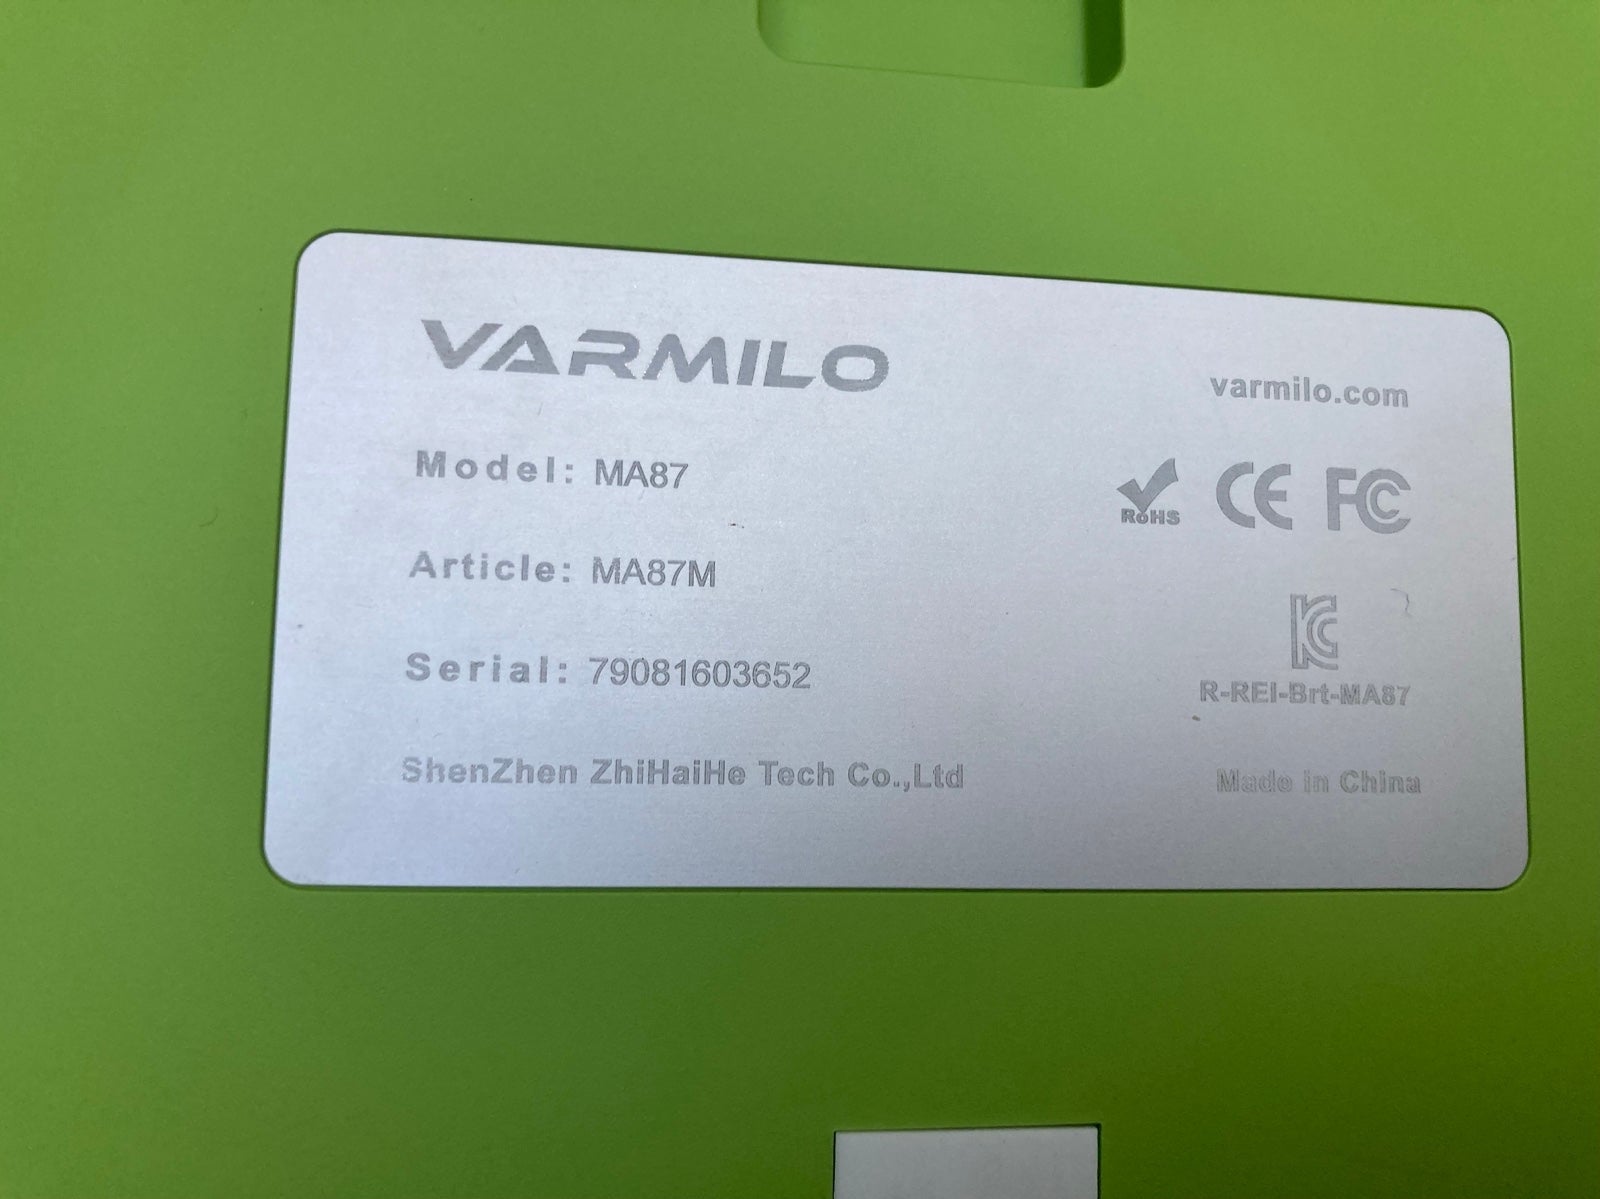 VARMILO
varmilo.com
Model: MA87
RoHS CE FC
Article: MA87M
KC
Serial: 79081603652
R-REI-Brt-MA87
ShenZhen ZhiHaiHe Tech Co.,Ltd
Made in China